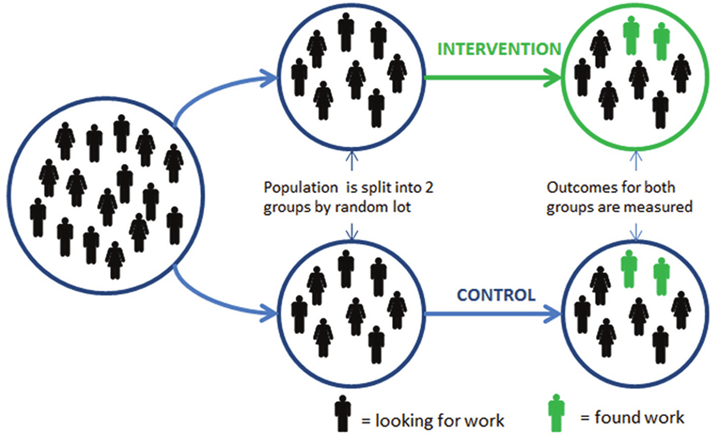 INTERVENTION
Population is split into 2
groups by random lot
Outcomes for both
groups are measured
CONTROL
= looking for work
= found work